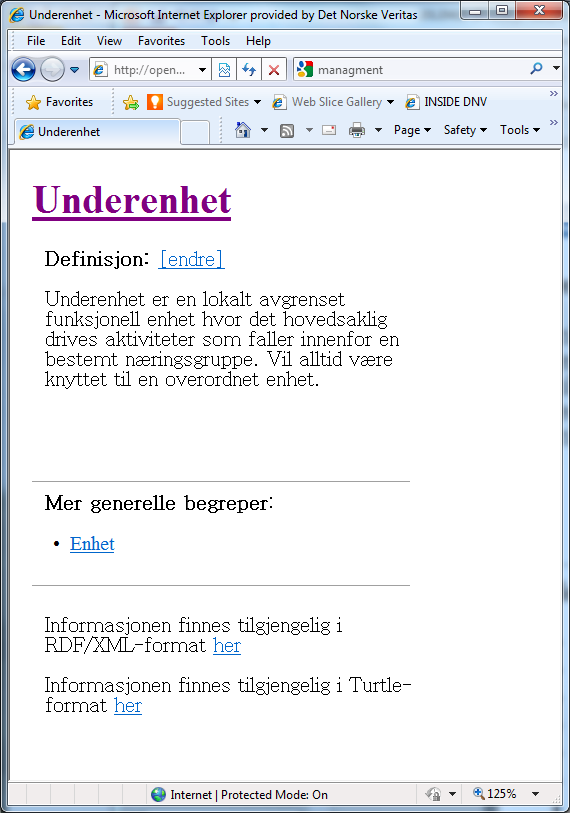 Underenhet - Microsoft Internet Explorer provided by Det Norske Veritas
File Edit View Favorites Tools Help
http://open... managment
Favorites Suggested Sites Web Slice Gallery INSIDE DNV
Underenhet Page Safety Tools
Underenhet
Definisjon: [endre]
Underenhet er en lokalt avgrenset
funksjonell enhet hvor det hovedsaklig
drives aktiviteter som faller innenfor en
bestemt næringsgruppe. Vil alltid være
knyttet til en overordnet enhet.
Mer generelle begreper:
• Enhet
Informasjonen finnes tilgjengelig i
RDF/XML-format her
Informasjonen finnes tilgjengelig i Turtle-
format her
Internet | Protected Mode: On 125%